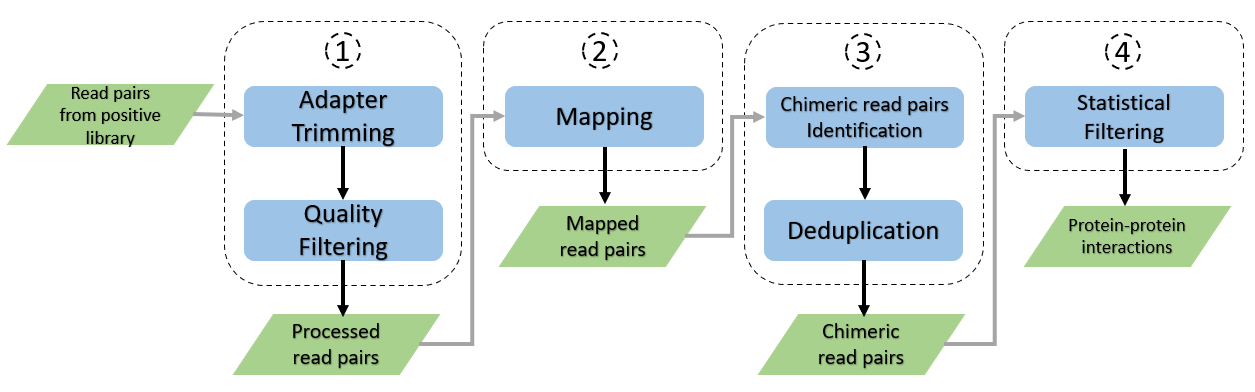 1
2
3
4
Read pairs
from positive
library
Adapter
Trimming
Quality
Filtering
Processed
read pairs
Mapping
Mapped
read pairs
Chimeric read pairs
Identification
Deduplication
Chimeric
read pairs
Statistical
Filtering
Protein-protein
interactions